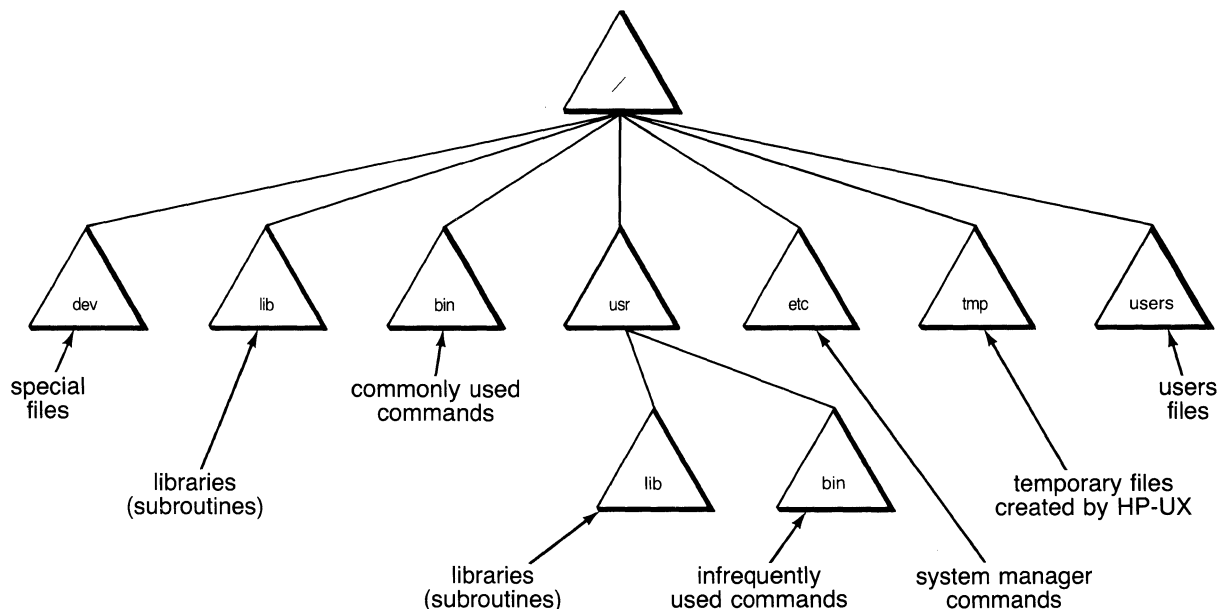 /
dev
lib
bin
usr
etc
tmp
users
special
files
commonly used
commands
users
files
libraries
(subroutines)
lib
bin
temporary files
created by HP-UX
libraries
(subroutines)
infrequently
used commands
system manager
commands